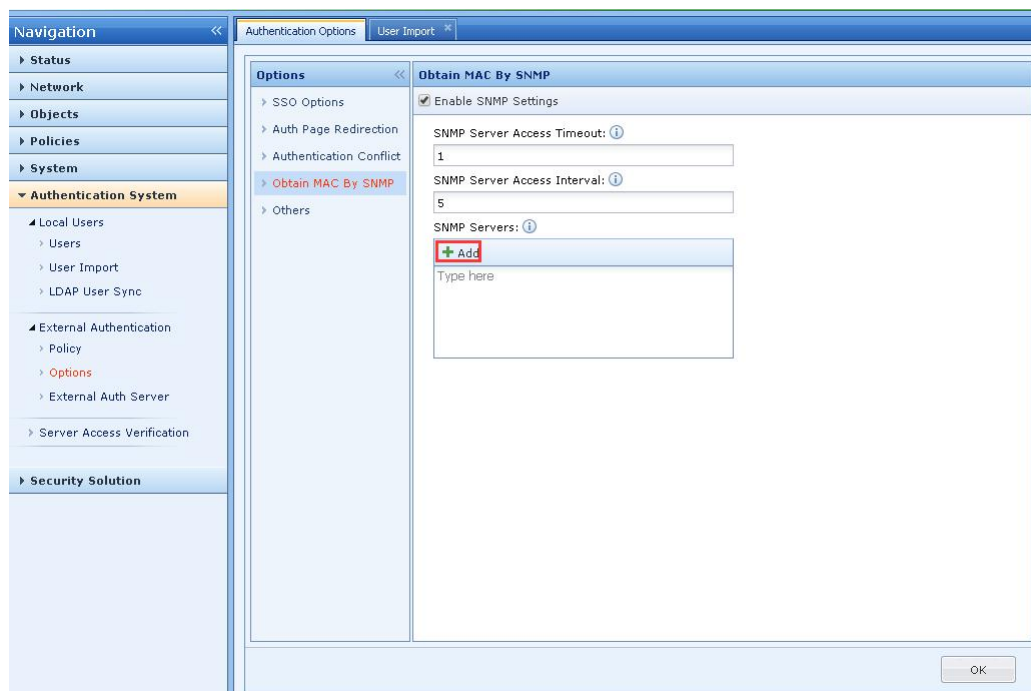 Navigation
Status
Network
Objects
Policies
System
Authentication System
Local Users
Users
User Import
LDAP User Sync
External Authentication
Policy
Options
External Auth Server
Server Access Verification
Security Solution
Authentication Options
User Import
Options
SSO Options
Auth Page Redirection
Authentication Conflict
Obtain MAC By SNMP
Others
Obtain MAC By SNMP
Enable SNMP Settings
SNMP Server Access Timeout:
1
SNMP Server Access Interval:
5
SNMP Servers:
Add
Type here
OK